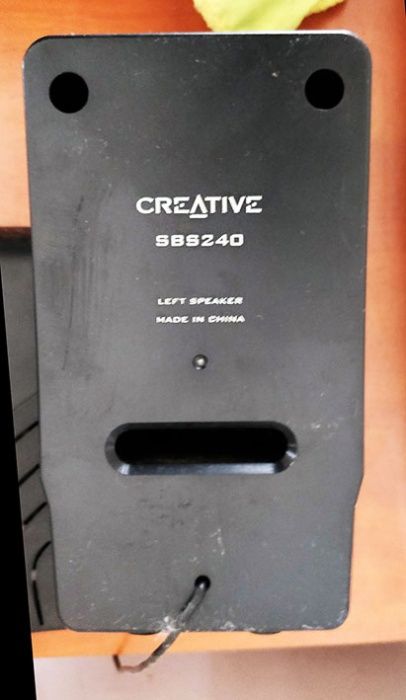 CREATIVE
SBS240
LEFT SPEAKER
MADE IN CHINA